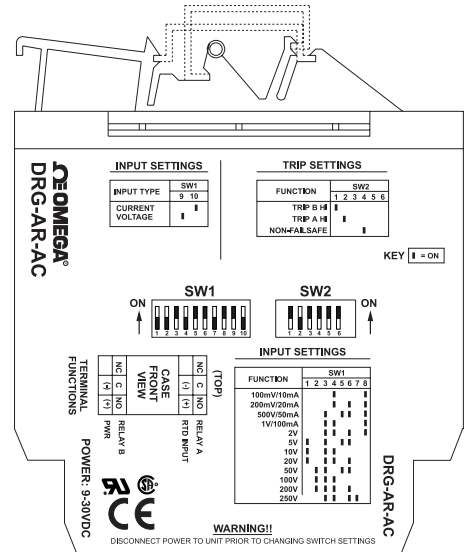 Ω OMEGA®
DRG-AR-AC
INPUT SETTINGS
INPUT TYPE SW1
9 10
CURRENT
VOLTAGE
TRIP SETTINGS
FUNCTION SW2
1 2 3 4 5 6
TRIP B HI
TRIP A HI
NON-FAILSAFE
KEY = ON
SW1
SW2
ON
ON
1 2 3 4 5 6 7 8 9 10
1 2 3 4 5 6
TERMINAL FUNCTIONS
NC C NO
(-) (+)
CASE FRONT VIEW
NC C NO
(-) (+)
(TOP)
PWR
RELAY B
RTD INPUT
RELAY A
INPUT SETTINGS
FUNCTION SW1
1 2 3 4 5 6 7 8
100mV/10mA
200mV/20mA
500V/50mA
1V/100mA
2V
5V
10V
20V
50V
100V
200V
250V
POWER: 9-30VDC
DRG-AR-AC
CE
WARNING!!
DISCONNECT POWER TO UNIT PRIOR TO CHANGING SWITCH SETTINGS